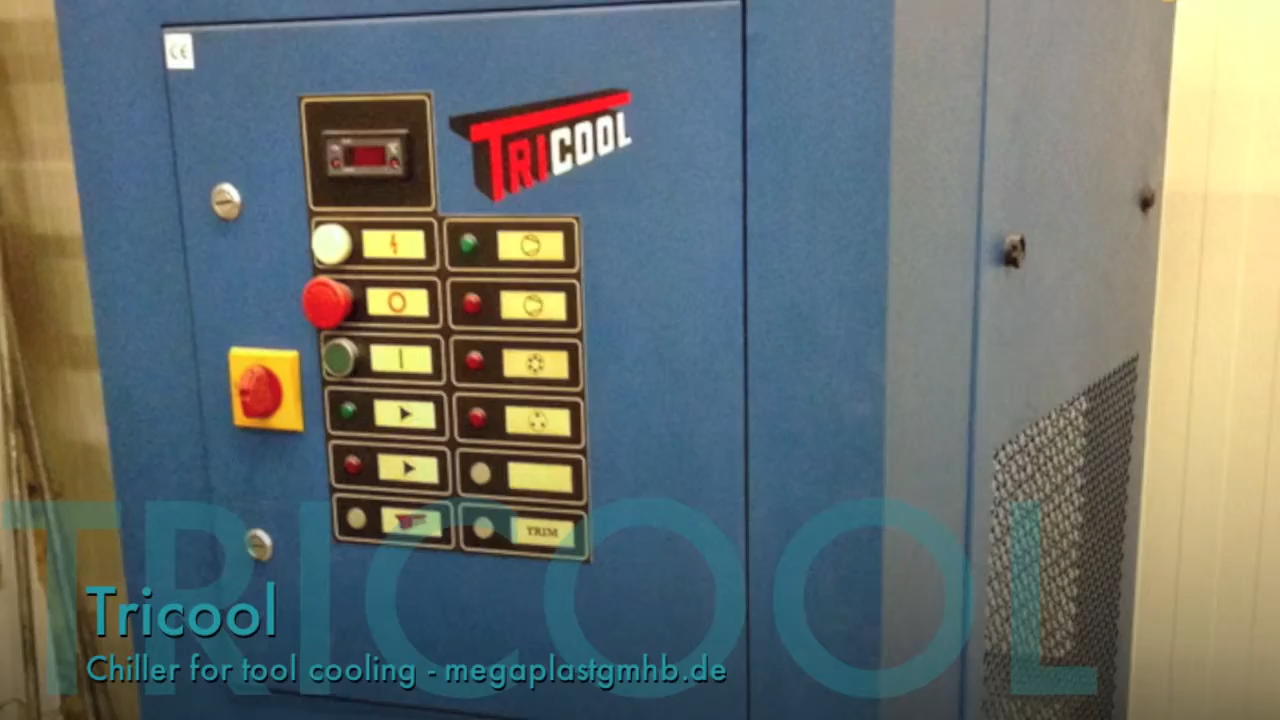 CE
TRICOOL
TRIM
TRICOOL
Tricool
Chiller for tool cooling - megaplastgmhb.de